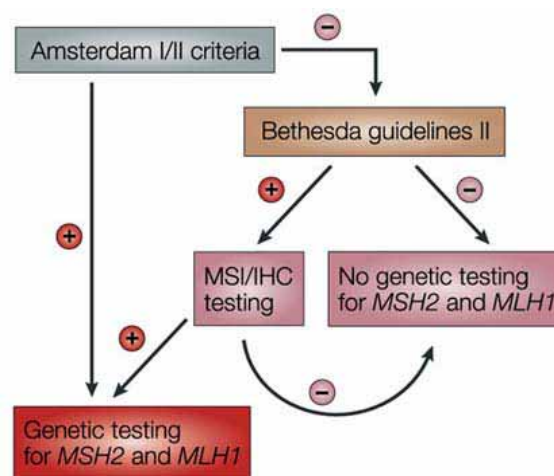 Amsterdam I/II criteria
−
Bethesda guidelines II
+
−
+
MSI/IHC
testing
No genetic testing
for MSH2 and MLH1
+
−
Genetic testing
for MSH2 and MLH1